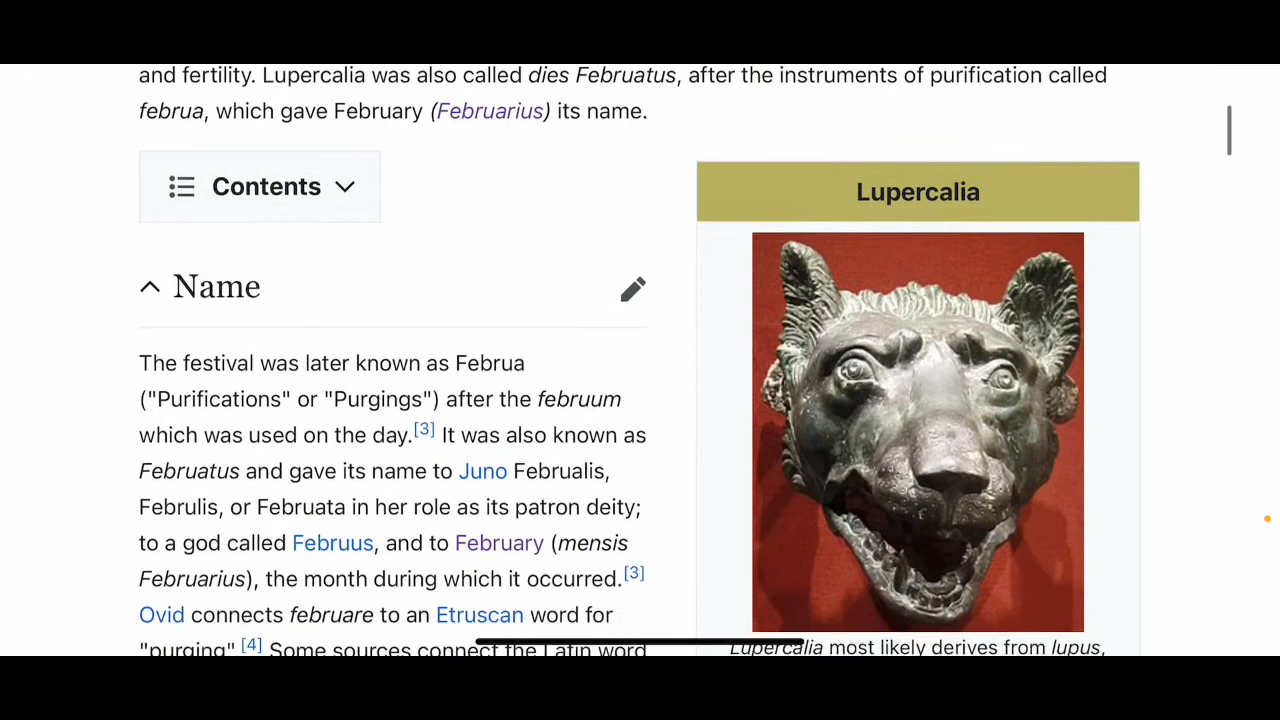 and fertility. Lupercalia was also called dies Februatus, after the instruments of purification called
februa, which gave February (Februarius) its name.
Contents
Name
The festival was later known as Februa
("Purifications" or "Purgings") after the februum
which was used on the day.[3] It was also known as
Februatus and gave its name to Juno Februalis,
Februlis, or Februata in her role as its patron deity;
to a god called Februus, and to February (mensis
Februarius), the month during which it occurred.[3]
Ovid connects februare to an Etruscan word for
"purging".[4] Some sources connect the Latin word
Lupercalia
Lupercalia most likely derives from lupus,